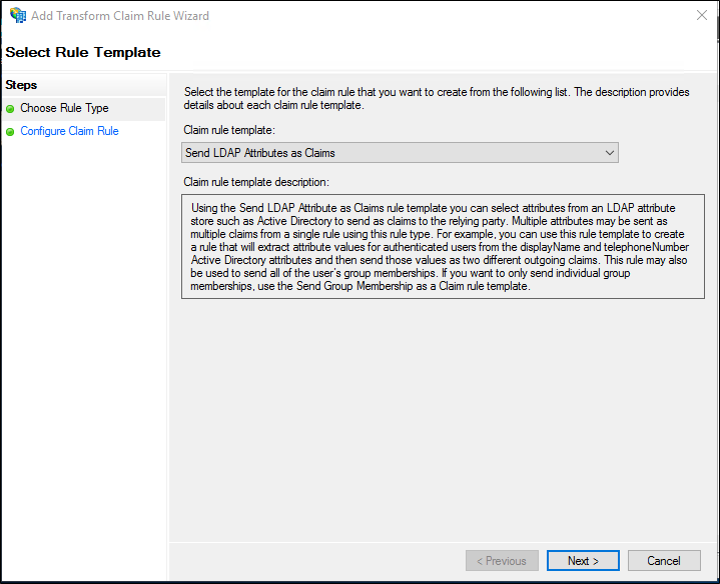 Add Transform Claim Rule Wizard
Select Rule Template
Steps
Choose Rule Type
Configure Claim Rule
Select the template for the claim rule that you want to create from the following list. The description provides
details about each claim rule template.
Claim rule template:
Send LDAP Attributes as Claims
Claim rule template description:
Using the Send LDAP Attribute as Claims rule template you can select attributes from an LDAP attribute
store such as Active Directory to send as claims to the relying party. Multiple attributes may be sent as
multiple claims from a single rule using this rule type. For example, you can use this rule template to create
a rule that will extract attribute values for authenticated users from the displayName and telephoneNumber
Active Directory attributes and then send those values as two different outgoing claims. This rule may also
be used to send all of the user's group memberships. If you want to only send individual group
memberships, use the Send Group Membership as a Claim rule template.
< Previous
Next >
Cancel